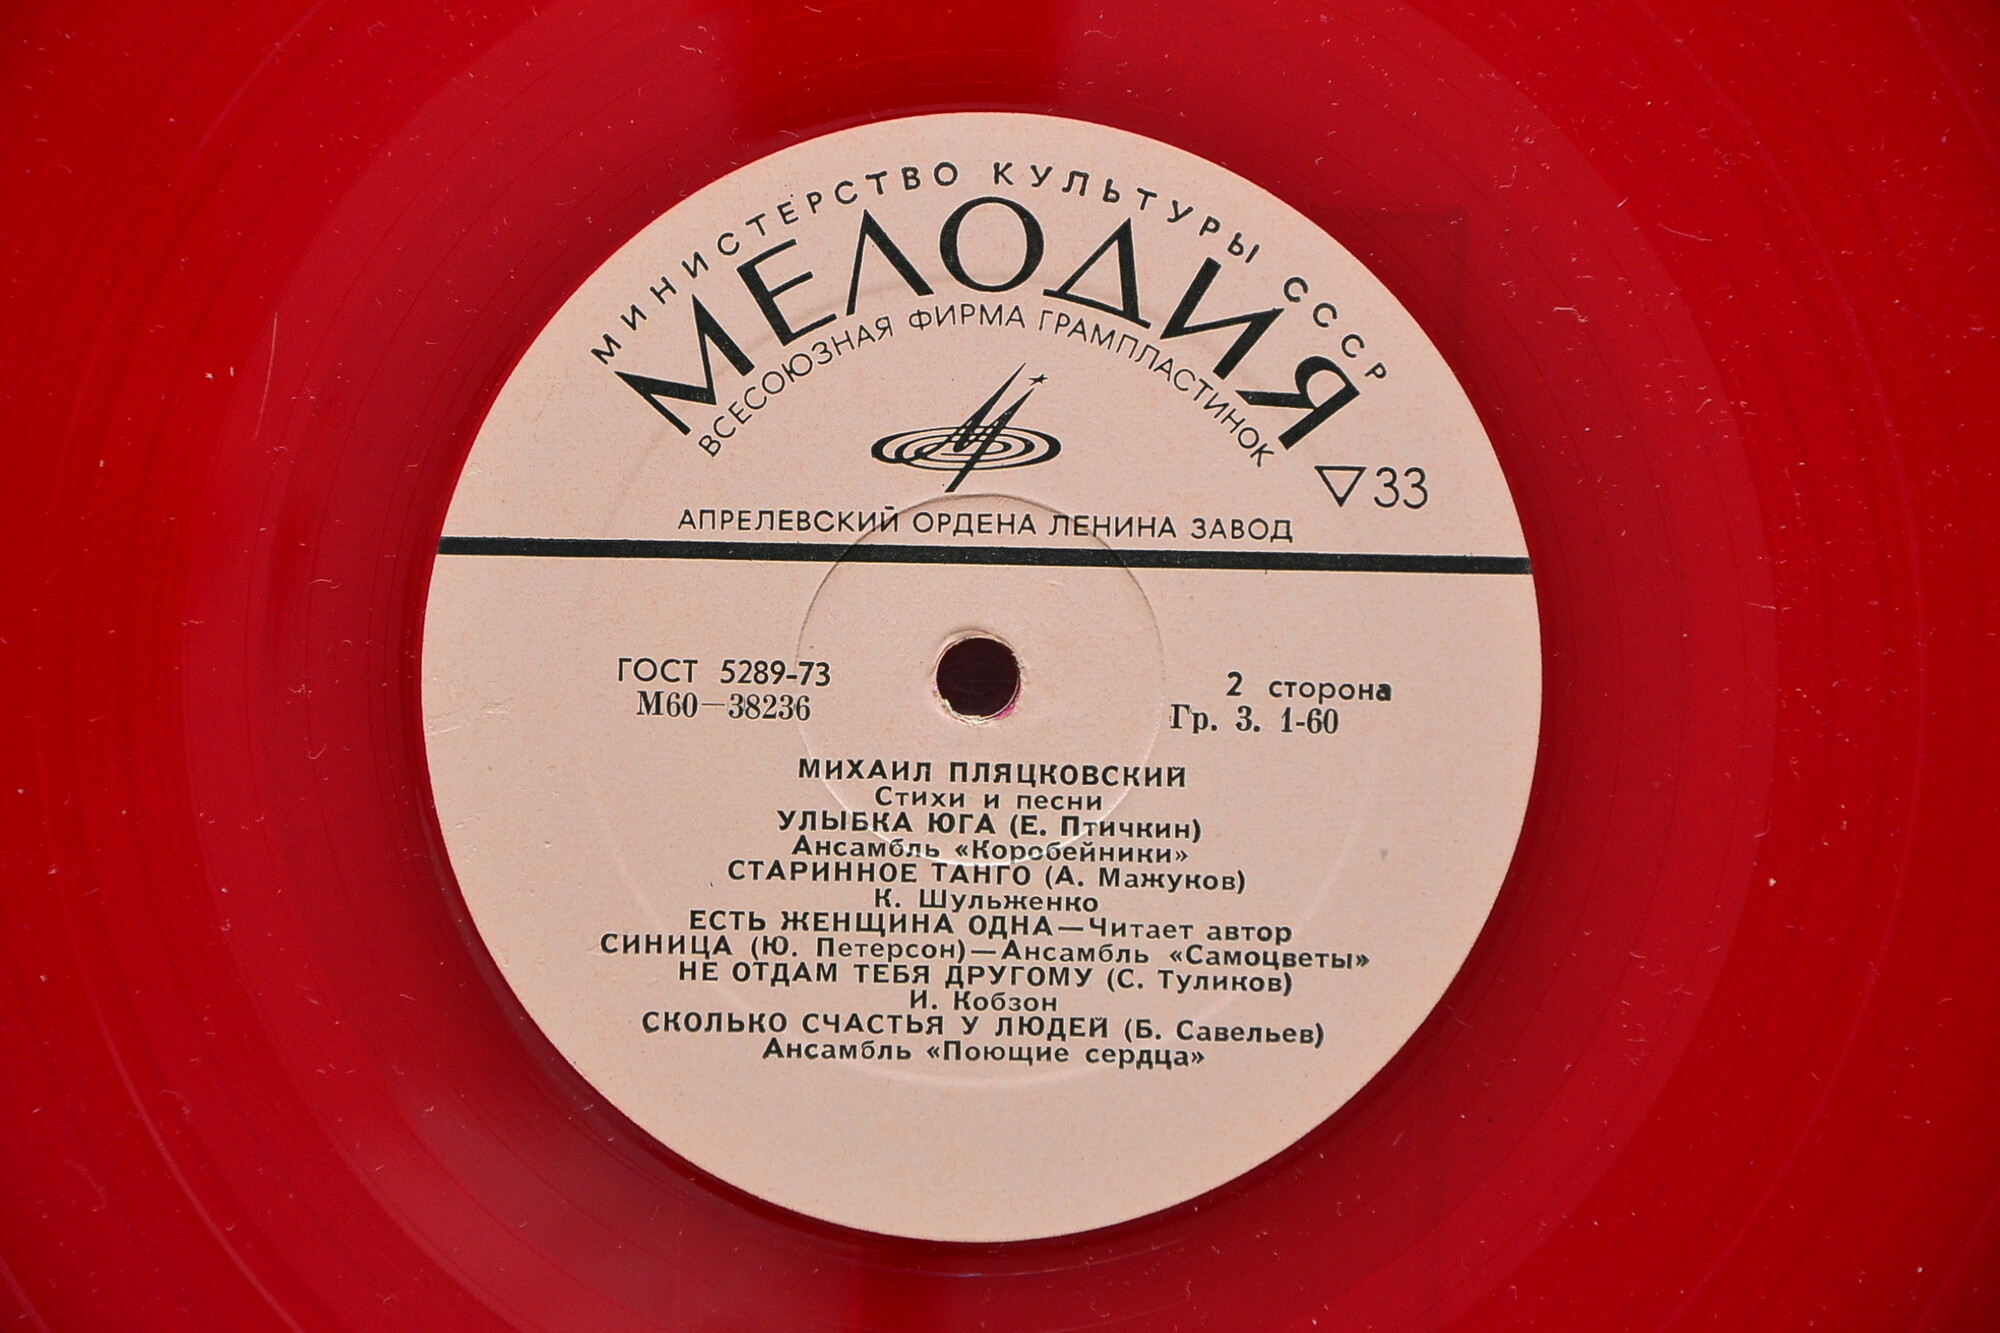 МИНИСТЕРСТВО КУЛЬТУРЫ СССР
МЕЛОДИЯ
ВСЕСОЮЗНАЯ ФИРМА ГРАМПЛАСТИНОК
33
АПРЕЛЕВСКИЙ ОРДЕНА ЛЕНИНА ЗАВОД
ГОСТ 5289-73
М60—38236
2 сторона
Гр. 3. 1-60
МИХАИЛ ПЛЯЦКОВСКИЙ
Стихи и песни
УЛЫБКА ЮГА (Е. Птичкин)
Ансамбль «Коробейники»
СТАРИННОЕ ТАНГО (А. Мажуков)
К. Шульженко
ЕСТЬ ЖЕНЩИНА ОДНА—Читает автор
СИНИЦА (Ю. Петерсон)—Ансамбль «Самоцветы»
НЕ ОТДАМ ТЕБЯ ДРУГОМУ (С. Туликов)
И. Кобзон
СКОЛЬКО СЧАСТЬЯ У ЛЮДЕЙ (Б. Савельев)
Ансамбль «Поющие сердца»